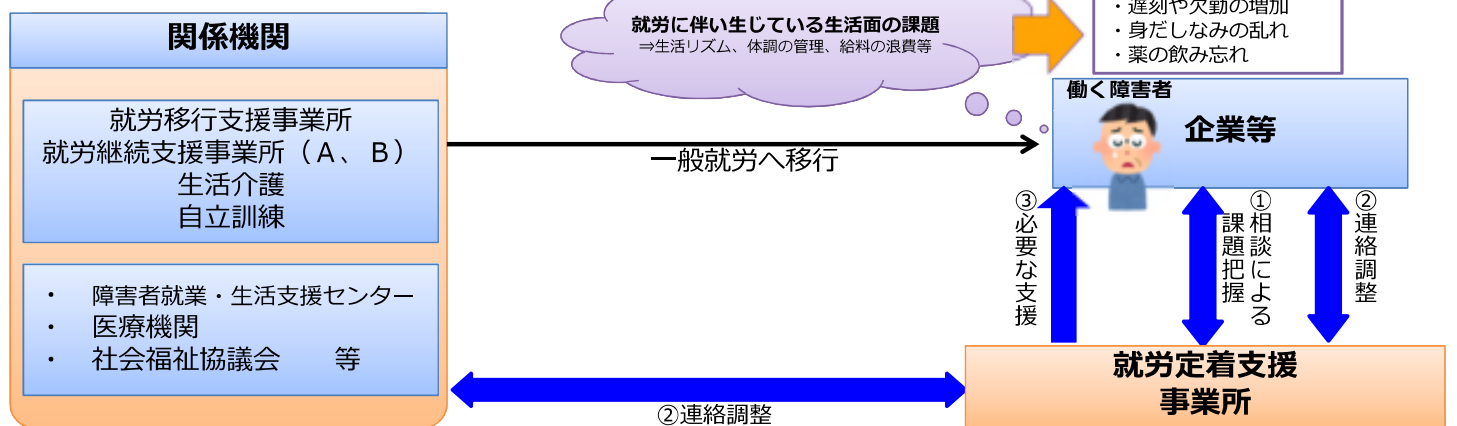 関係機関
就労移行支援事業所
就労継続支援事業所（Ａ、Ｂ）
生活介護
自立訓練
・ 障害者就業・生活支援センター
・ 医療機関
・ 社会福祉協議会　　等
就労に伴い生じている生活面の課題
⇒生活リズム、体調の管理、給料の浪費等
・遅刻や欠勤の増加
・身だしなみの乱れ
・薬の飲み忘れ
働く障害者
企業等
一般就労へ移行
③必要な支援
①相談による
課題把握
②連絡調整
②連絡調整
就労定着支援
事業所